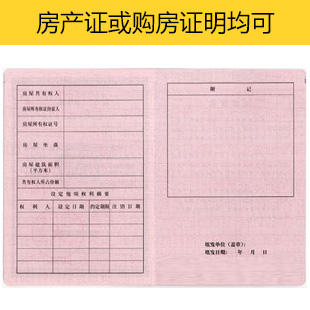 房产证或购房证明均可
房屋共有权人
房屋所有权证持证人
房屋所有权证号
房屋坐落
房屋建筑面积
(平方米)
共有权人所占份额
设定他项权利摘要
权利人 设定日期 约定期限 注销日期
附记
填发单位(盖章):
填发日期: 年 月 日